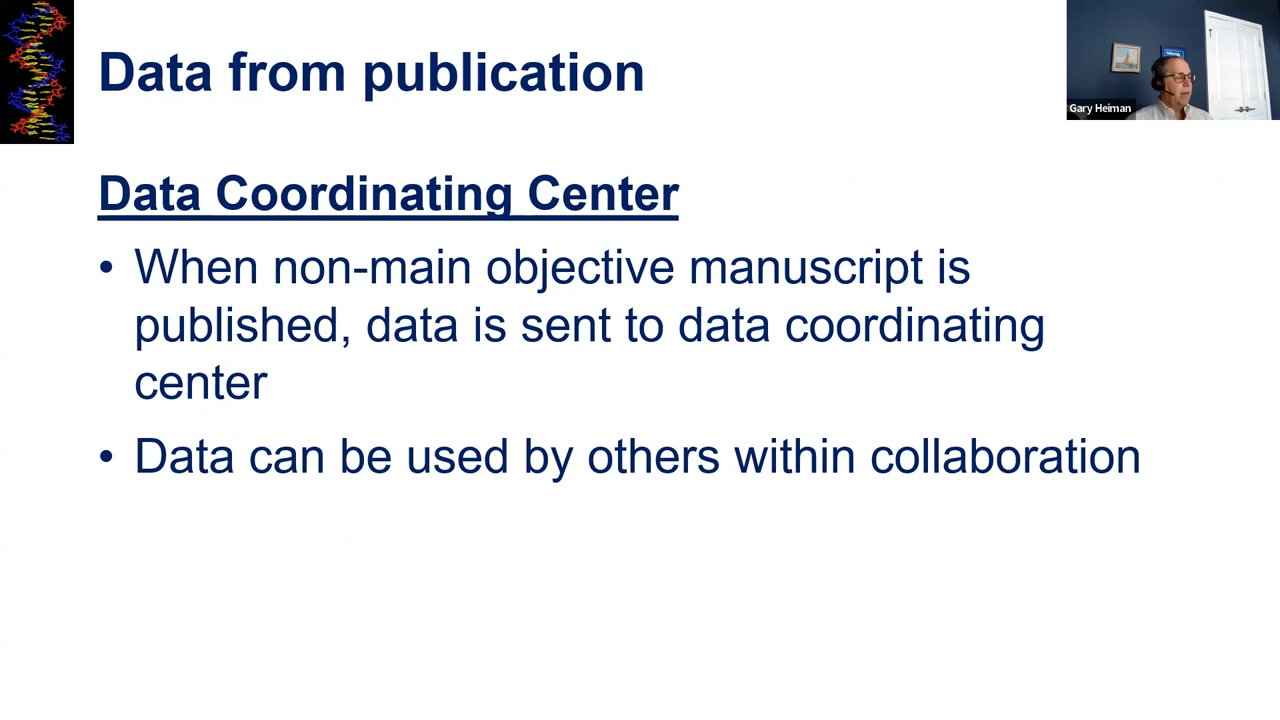 Data from publication
Gary Heiman
Data Coordinating Center
• When non-main objective manuscript is
published, data is sent to data coordinating
center
• Data can be used by others within collaboration